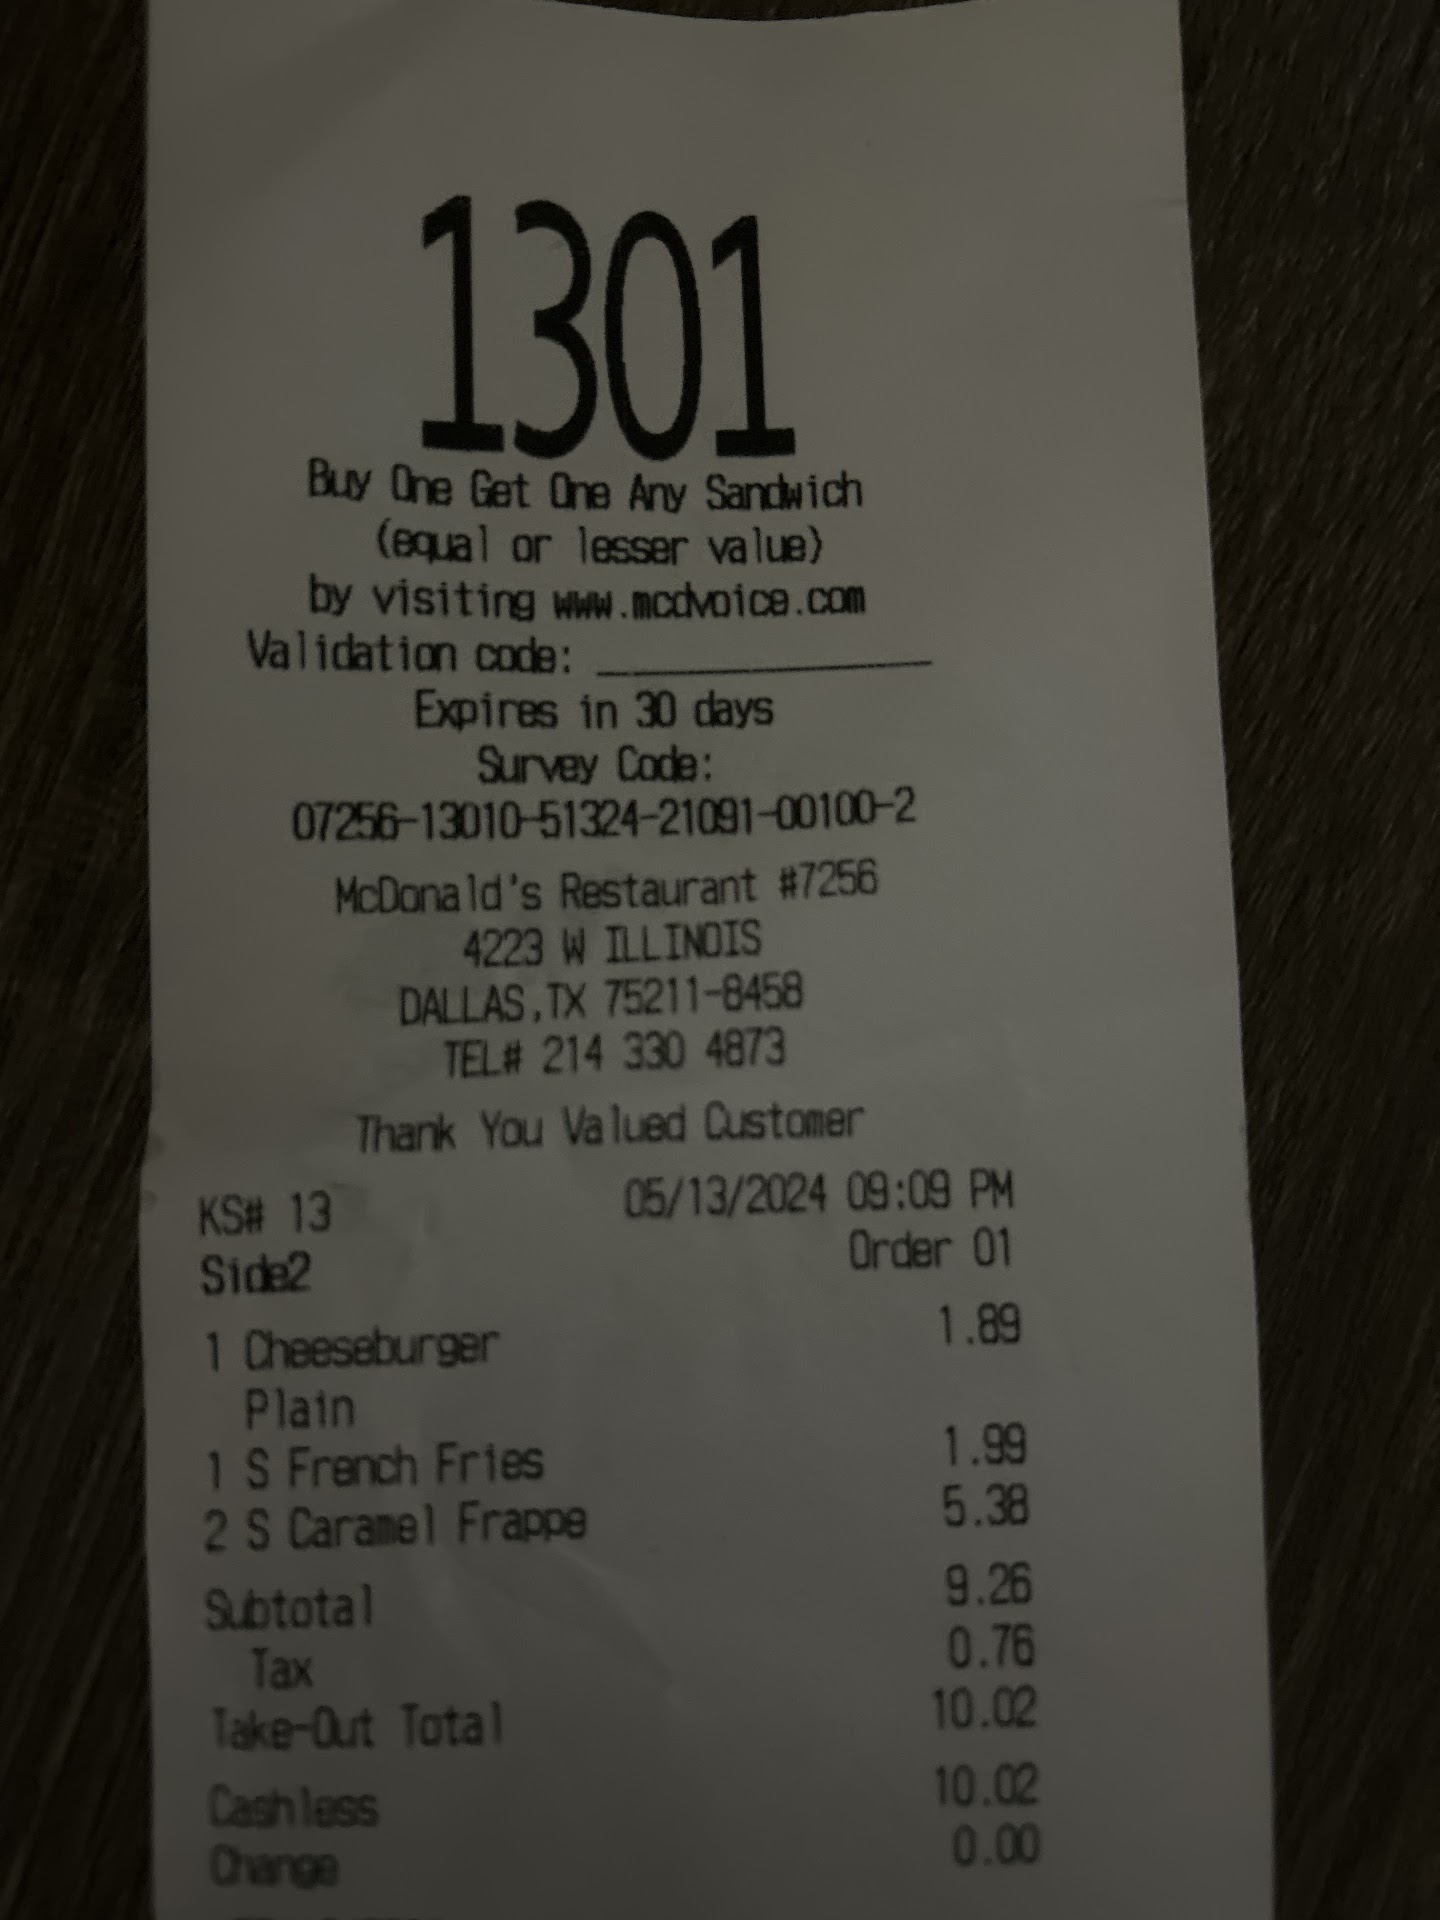 1301
Buy One Get One Any Sandwich
(equal or lesser value)
by visiting www.mcdvoice.com
Validation code: _______________
Expires in 30 days
Survey Code:
07256-13010-51324-21091-00100-2
McDonald's Restaurant #7256
4223 W ILLINOIS
DALLAS,TX 75211-8458
TEL# 214 330 4873
Thank You Valued Customer
KS# 13 05/13/2024 09:09 PM
Side2 Order 01
1 Cheeseburger 1.89
Plain
1 S French Fries 1.99
2 S Caramel Frappe 5.38
Subtotal 9.26
Tax 0.76
Take-Out Total 10.02
Cashless 10.02
Change 0.00